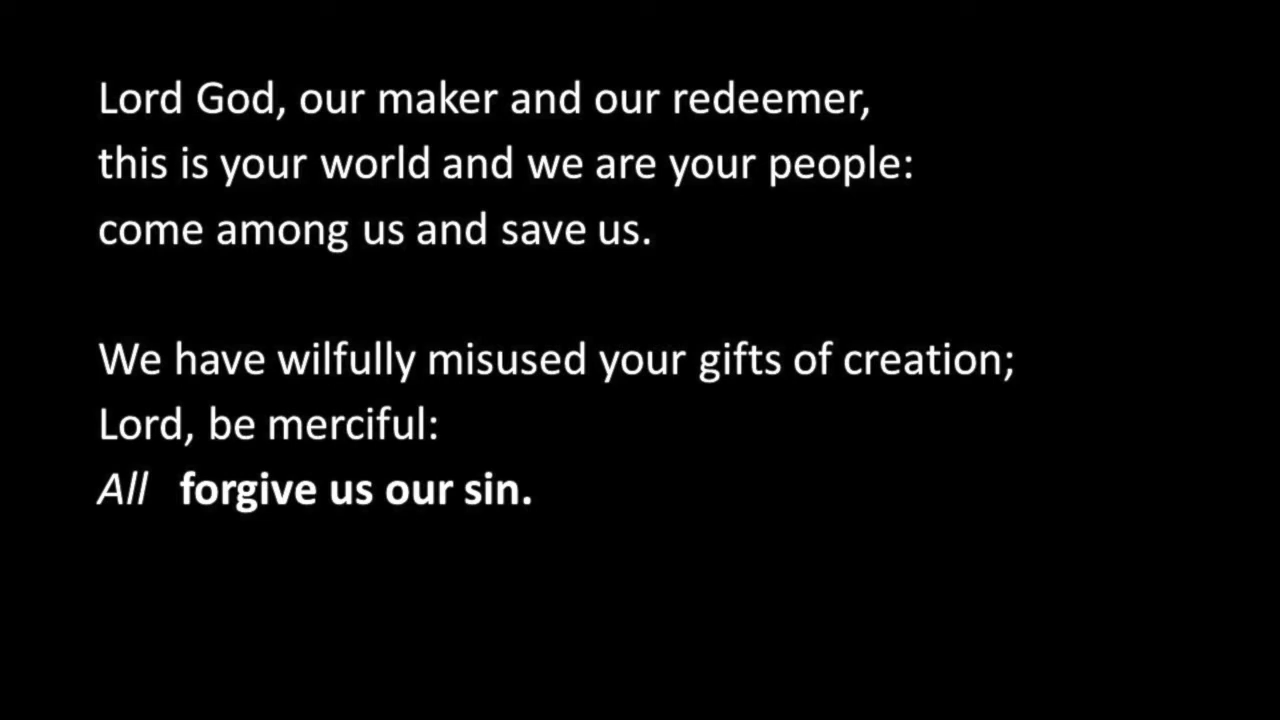 Lord God, our maker and our redeemer,
this is your world and we are your people:
come among us and save us.
We have wilfully misused your gifts of creation;
Lord, be merciful:
All forgive us our sin.